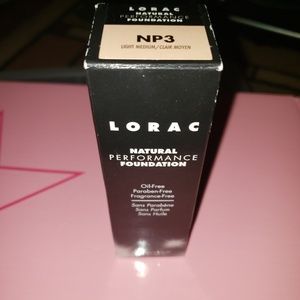 LORAC
NATURAL
PERFORMANCE
FOUNDATION
NP3
LIGHT MEDIUM/CLAIR MOYEN
LORAC
NATURAL
PERFORMANCE
FOUNDATION
Oil-Free
Paraben-Free
Fragrance-Free
Sans Parabène
Sans Parfum
Sans Huile